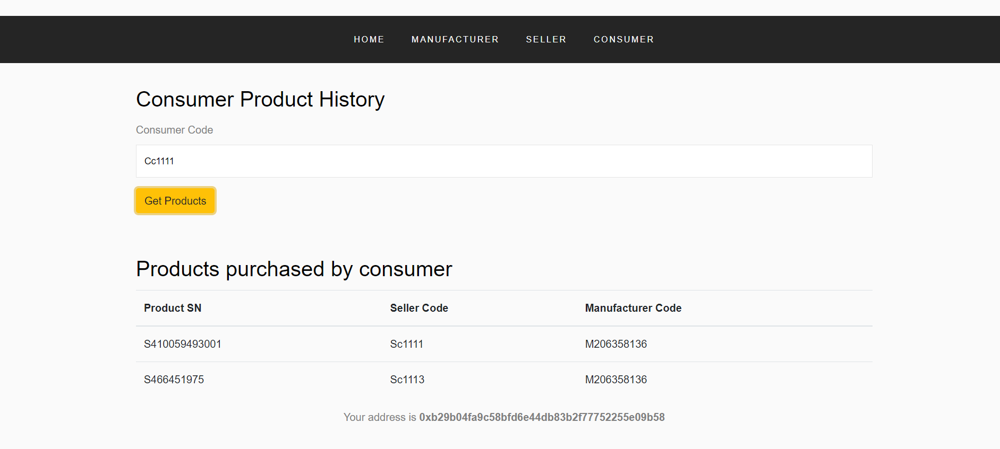 HOME MANUFACTURER SELLER CONSUMER
Consumer Product History
Consumer Code
Cc1111
Get Products
Products purchased by consumer
Product SN Seller Code Manufacturer Code
S410059493001 Sc1111 M206358136
S466451975 Sc1113 M206358136
Your address is 0xb29b04fa9c58bfd6e44db83b2f77752255e09b58